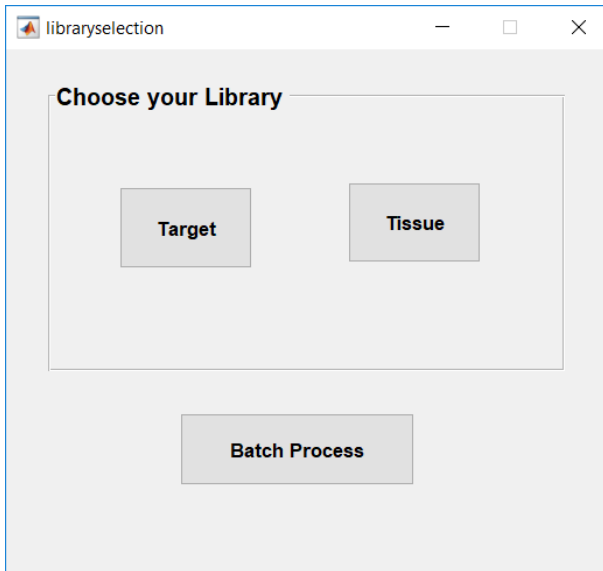 libraryselection
Choose your Library
Target
Tissue
Batch Process